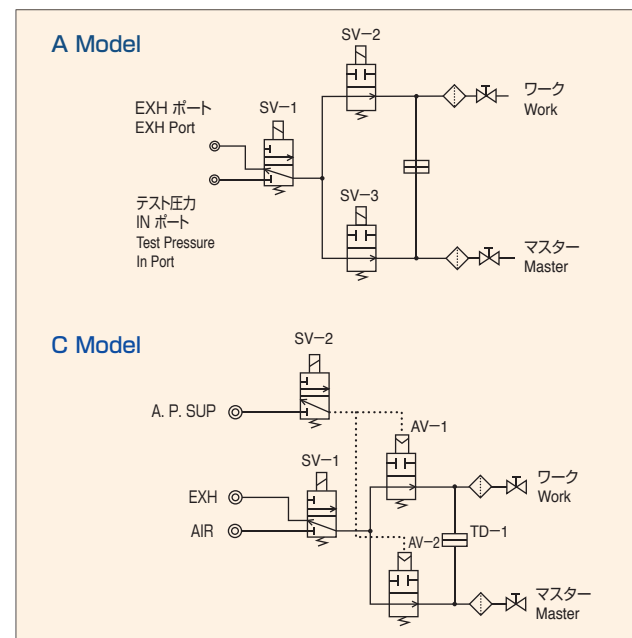 A Model
SV-2
EXH ポート
EXH Port
SV-1
ワーク
Work
テスト圧力
IN ポート
Test Pressure
In Port
SV-3
マスター
Master
C Model
SV-2
A. P. SUP
AV-1
SV-1
ワーク
Work
EXH
AIR
AV-2
TD-1
マスター
Master